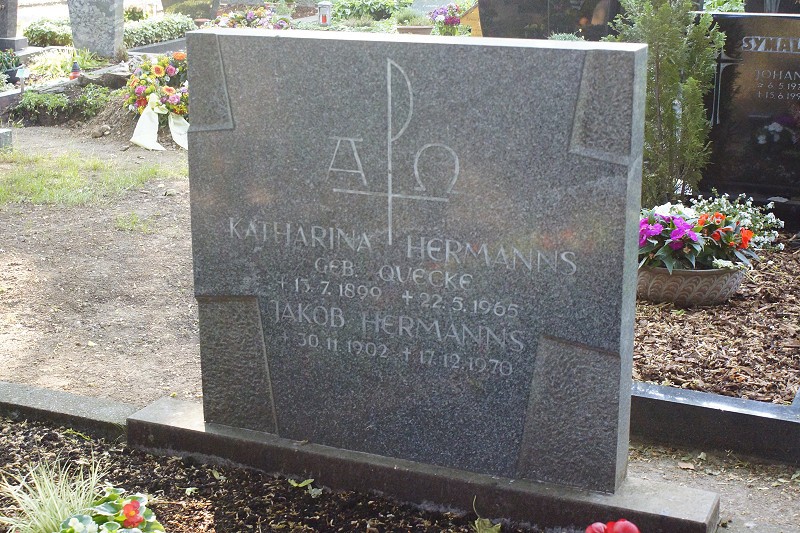 Α Ω
KATHARINA HERMANNS
GEB. QUECKE
+ 13.7.1899 + 22.5.1965
JAKOB HERMANNS
+ 30.11.1902 + 17.12.1970